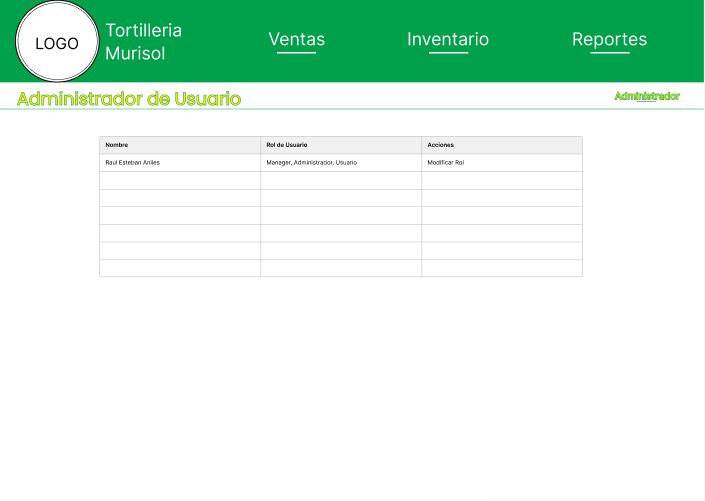 LOGO
Tortilleria
Murisol
Ventas
Inventario
Reportes
Administrador de Usuario
Administrador
Nombre
Rol de Usuario
Acciones
Raul Esteban Aniles
Manager, Administrador, Usuario
Modificar Rol